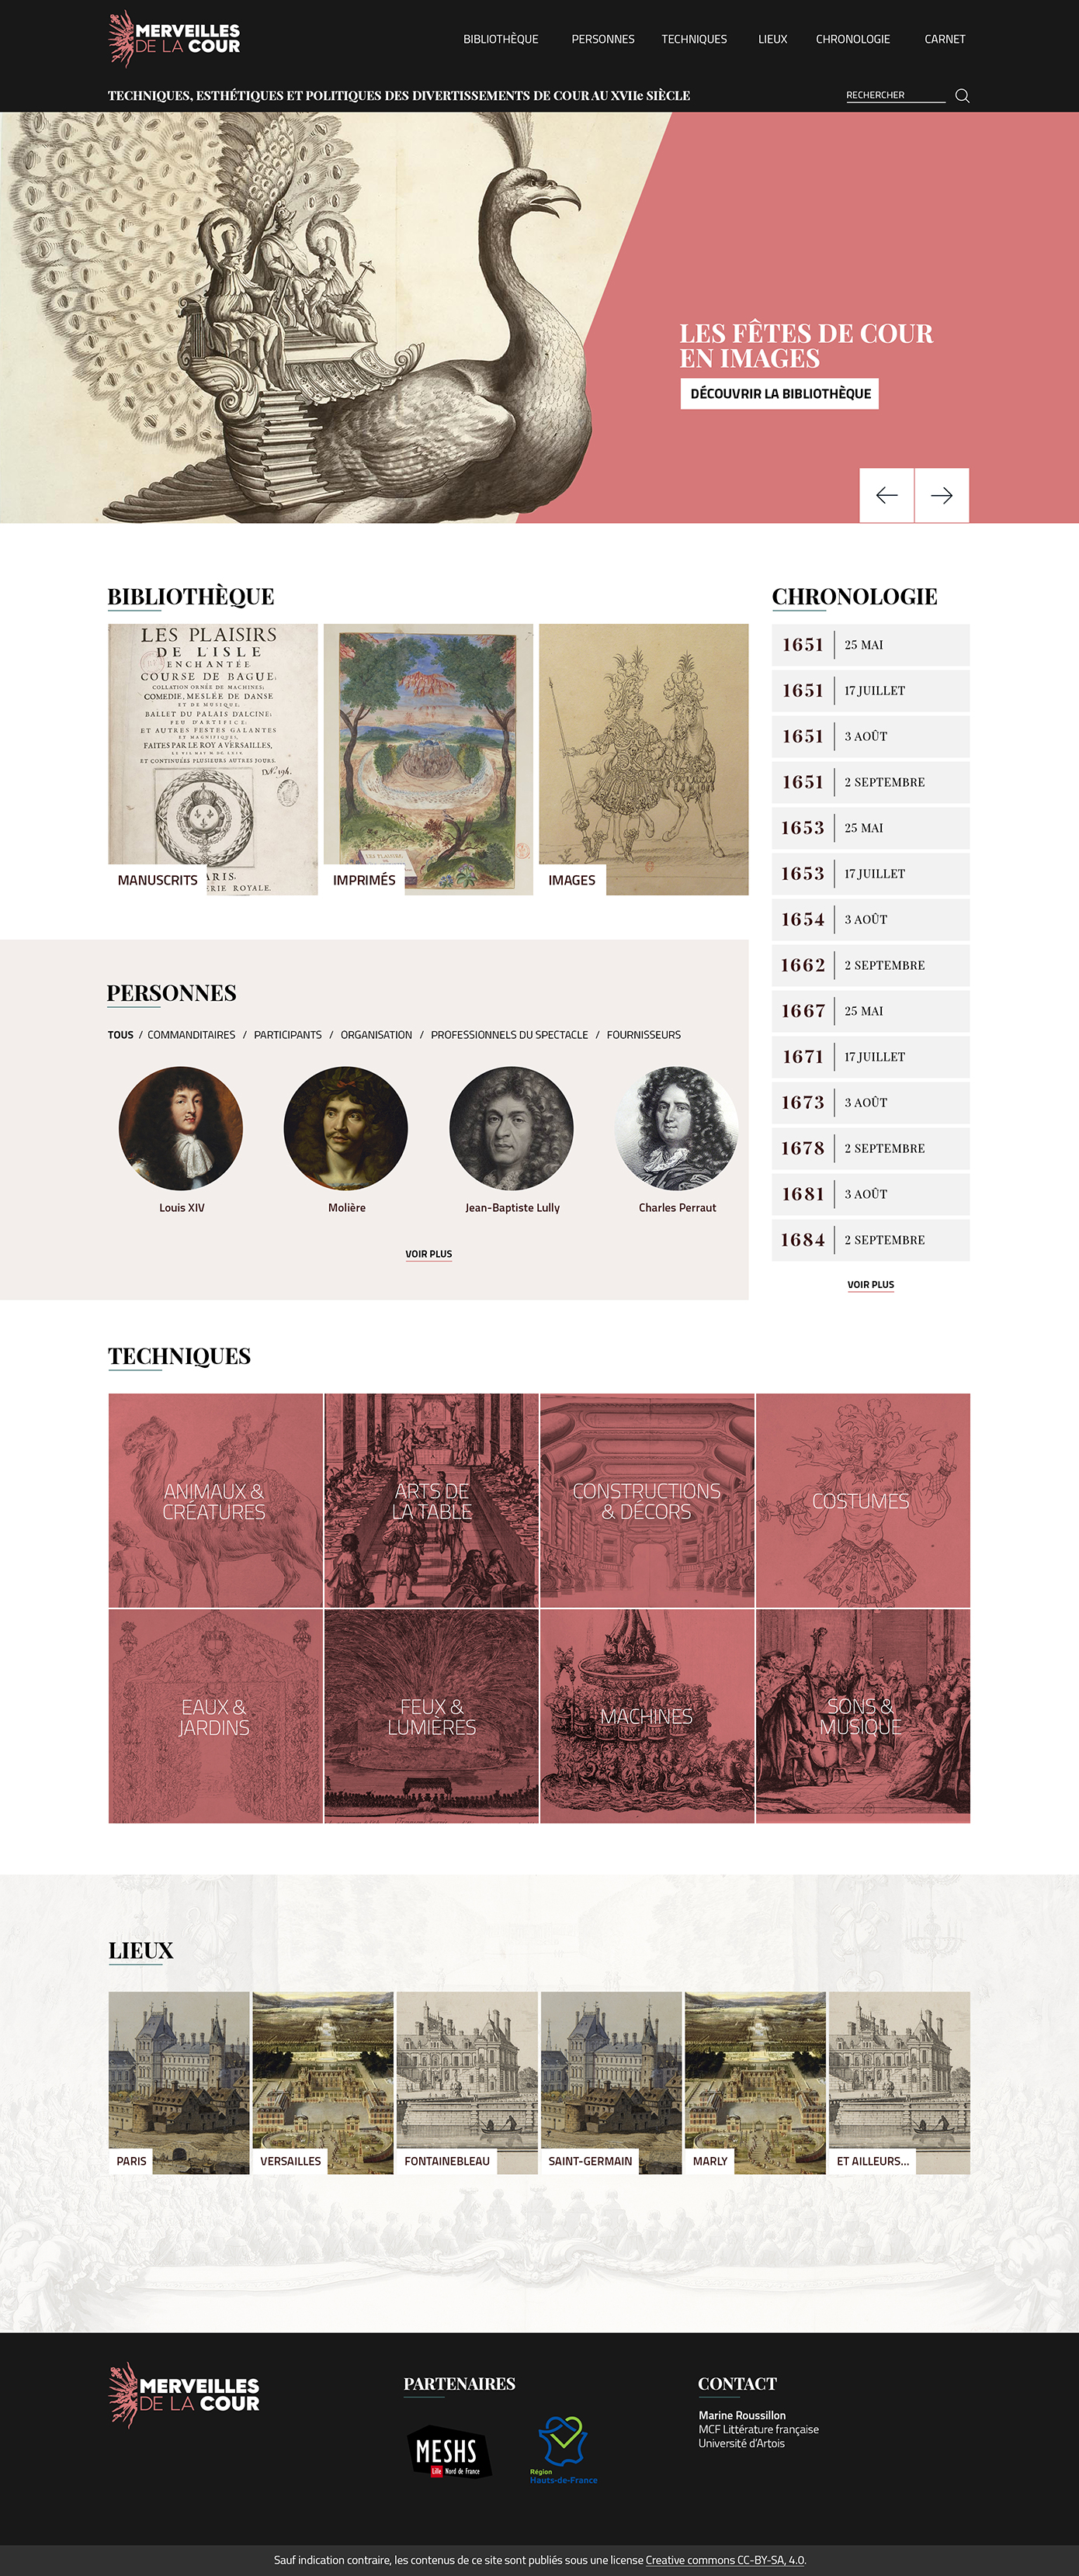 MERVEILLES
DE LA COUR
BIBLIOTHÈQUE PERSONNES TECHNIQUES LIEUX CHRONOLOGIE CARNET
TECHNIQUES, ESTHÉTIQUES ET POLITIQUES DES DIVERTISSEMENTS DE COUR AU XVIIe SIÈCLE
RECHERCHER
LES FÊTES DE COUR
EN IMAGES
DÉCOUVRIR LA BIBLIOTHÈQUE
BIBLIOTHÈQUE
LES PLAISIRS
DE L'ISLE
ENCHANTÉE
COURSE DE BAGUE;
COLLATION ORNÉE DE MACHINES;
COMEDIE, MESLÉE DE DANSE
ET DE MUSIQUE;
BALLET DU PALAIS D'ALCINE;
FEU D'ARTIFICE:
ET AUTRES FESTES GALANTES
ET MAGNIFIQUES,
FAITES PAR LE ROY A VERSAILLES,
ET CONTINUÉES PLUSIEURS AUTRES JOURS.
ARIS.
ERIE ROYALE.
MANUSCRITS
LES PLAISIRS
IMPRIMÉS
IMAGES
CHRONOLOGIE
1651 25 MAI
1651 17 JUILLET
1651 3 AOÛT
1651 2 SEPTEMBRE
1653 25 MAI
1653 17 JUILLET
1654 3 AOÛT
1662 2 SEPTEMBRE
1667 25 MAI
1671 17 JUILLET
1673 3 AOÛT
1678 2 SEPTEMBRE
1681 3 AOÛT
1684 2 SEPTEMBRE
VOIR PLUS
PERSONNES
TOUS / COMMANDITAIRES / PARTICIPANTS / ORGANISATION / PROFESSIONNELS DU SPECTACLE / FOURNISSEURS
Louis XIV
Molière
Jean-Baptiste Lully
Charles Perraut
VOIR PLUS
TECHNIQUES
ANIMAUX &
CRÉATURES
ARTS DE
LA TABLE
CONSTRUCTIONS
& DÉCORS
COSTUMES
EAUX &
JARDINS
FEUX &
LUMIÈRES
MACHINES
SONS &
MUSIQUE
LIEUX
PARIS
VERSAILLES
FONTAINEBLEAU
SAINT-GERMAIN
MARLY
ET AILLEURS...
MERVEILLES
DE LA COUR
PARTENAIRES
MESHS
Lille Nord de France
Région
Hauts-de-France
CONTACT
Marine Roussillon
MCF Littérature française
Université d'Artois
Sauf indication contraire, les contenus de ce site sont publiés sous une license Creative commons CC-BY-SA, 4.0.